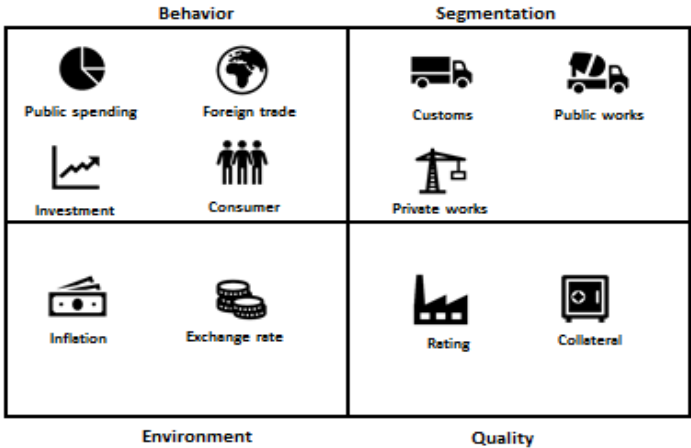 Behavior
Segmentation
Public spending
Foreign trade
Customs
Public works
Investment
Consumer
Private works
Inflation
Exchange rate
Rating
Collateral
Environment
Quality